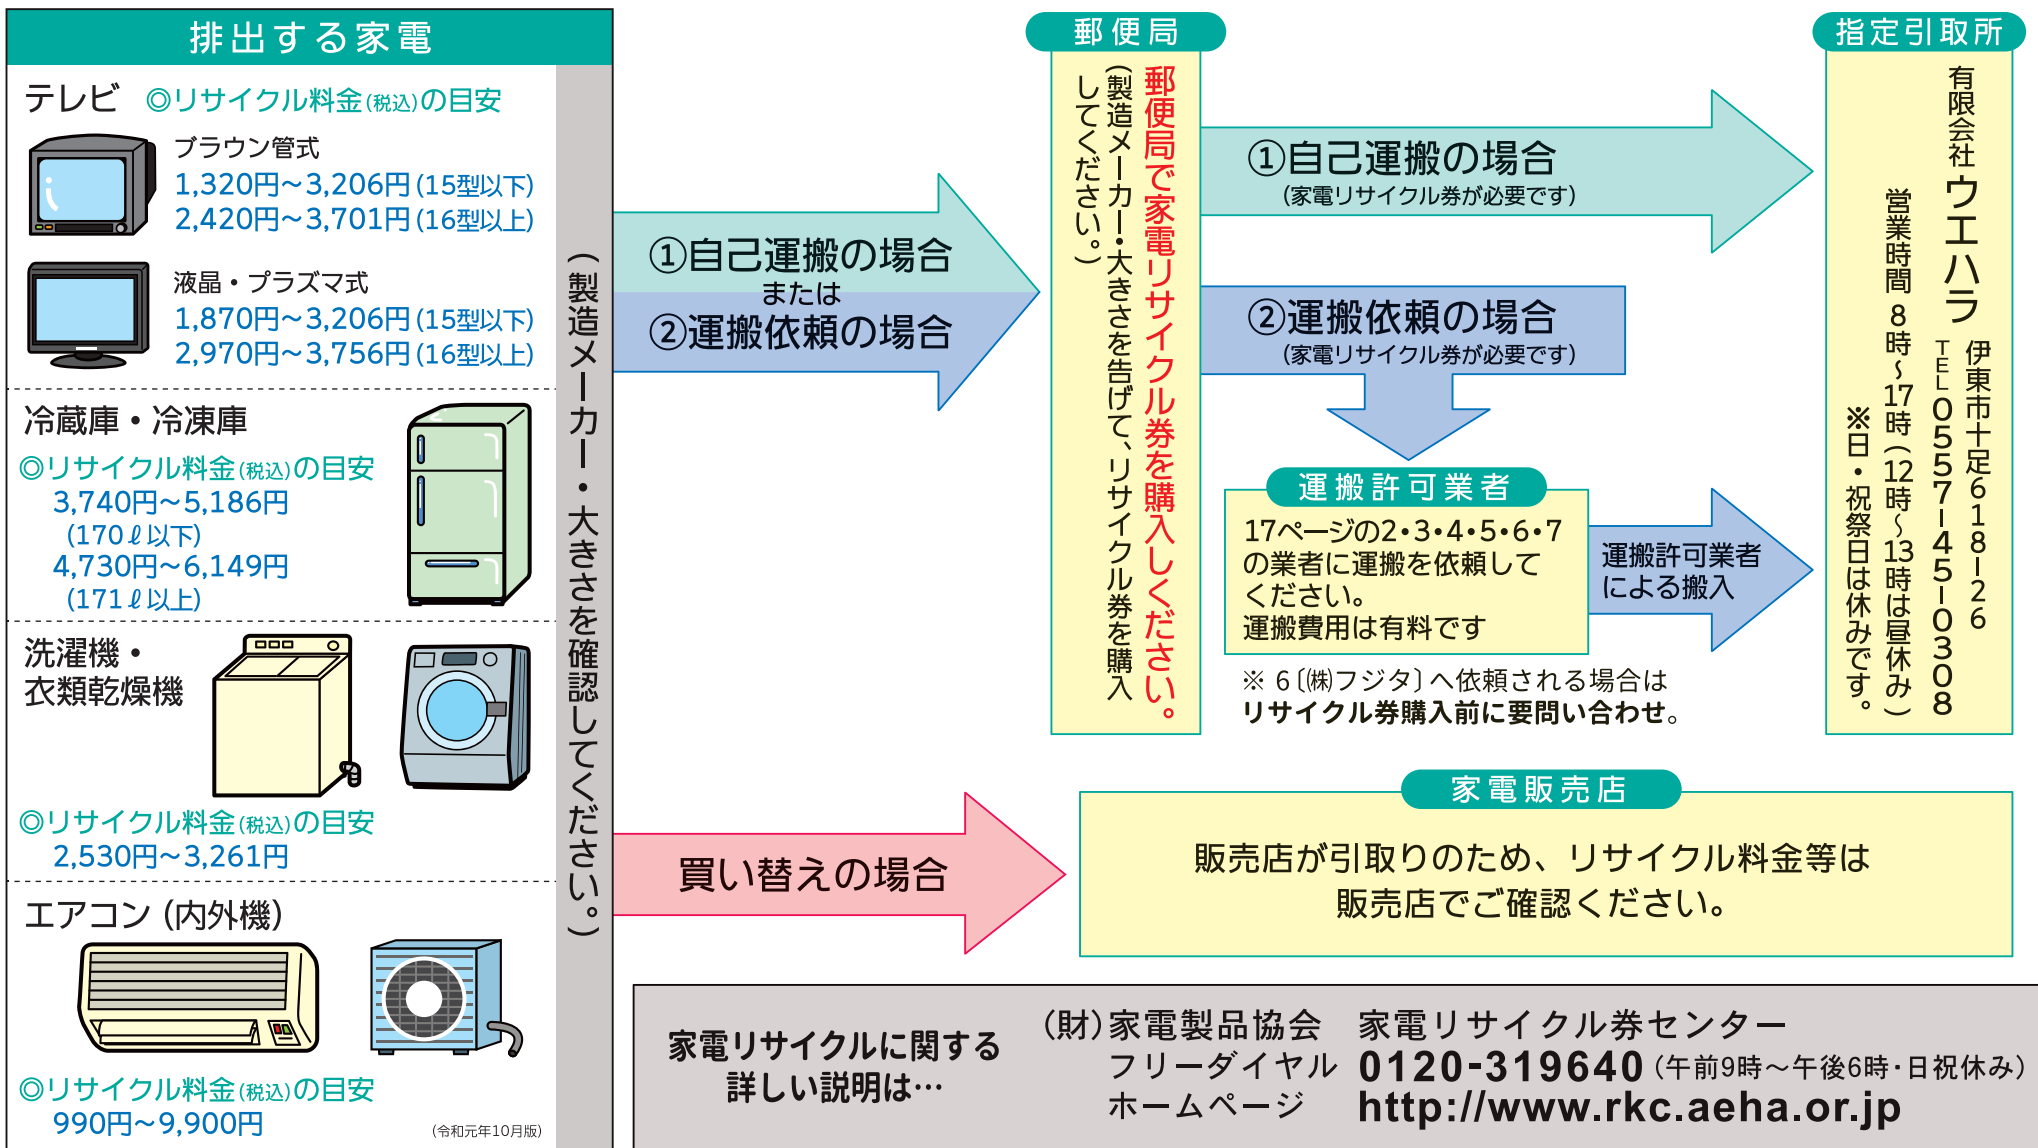 排出する家電
テレビ ◎リサイクル料金(税込)の目安
ブラウン管式
1,320円～3,206円(15型以下)
2,420円～3,701円(16型以上)
液晶・プラズマ式
1,870円～3,206円(15型以下)
2,970円～3,756円(16型以上)
冷蔵庫・冷凍庫
◎リサイクル料金(税込)の目安
3,740円～5,186円
(170ℓ以下)
4,730円～6,149円
(171ℓ以上)
洗濯機・
衣類乾燥機
◎リサイクル料金(税込)の目安
2,530円～3,261円
エアコン(内外機)
◎リサイクル料金(税込)の目安
990円～9,900円
(令和元年10月版)
(製造メーカー・大きさを確認してください。)
①自己運搬の場合
または
②運搬依頼の場合
郵便局
郵便局で家電リサイクル券を購入しください。
(製造メーカー・大きさを告げて、リサイクル券を購入
してください。)
①自己運搬の場合
(家電リサイクル券が必要です)
②運搬依頼の場合
(家電リサイクル券が必要です)
運搬許可業者
17ページの2・3・4・5・6・7
の業者に運搬を依頼して
ください。
運搬費用は有料です
※6〔㈱フジタ〕へ依頼される場合は
リサイクル券購入前に要問い合わせ。
運搬許可業者
による搬入
指定引取所
有限会社ウエハラ
伊東市十足618-26
TEL0557-45-0308
営業時間 8時～17時(12時～13時は昼休み)
※日・祝祭日は休みです。
買い替えの場合
家電販売店
販売店が引取りのため、リサイクル料金等は
販売店でご確認ください。
家電リサイクルに関する
詳しい説明は…
(財)家電製品協会 家電リサイクル券センター
フリーダイヤル 0120-319640(午前9時～午後6時・日祝休み)
ホームページ http://www.rkc.aeha.or.jp